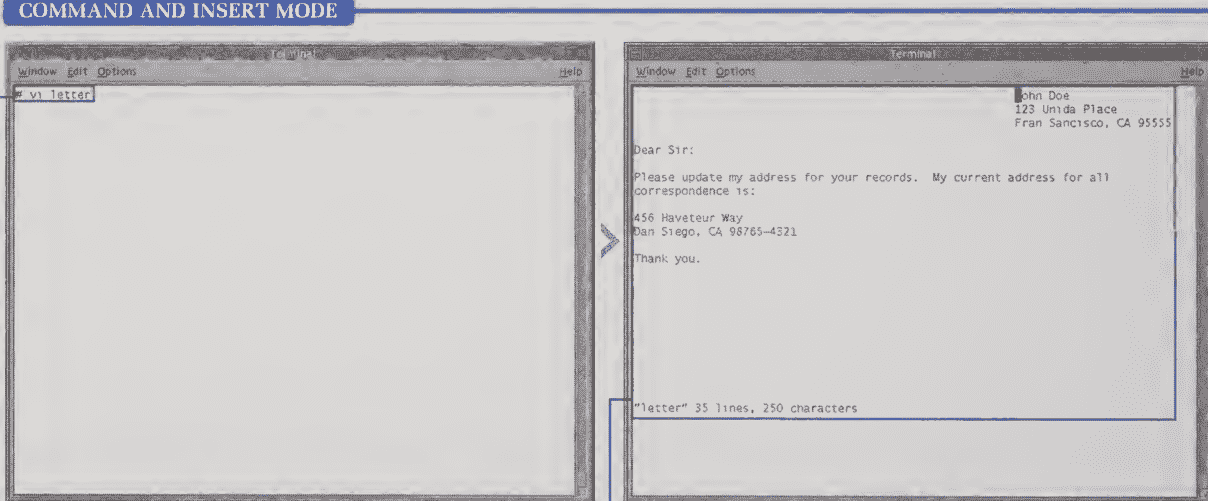 COMMAND AND INSERT MODE
Terminal
Window Edit Options Help
# vi letter
Terminal
Window Edit Options Help
John Doe
123 Unida Place
Fran Sancisco, CA 95555
Dear Sir:
Please update my address for your records. My current address for all
correspondence is:
456 Haveteur Way
Dan Siego, CA 98765-4321
Thank you.
"letter" 35 lines, 250 characters